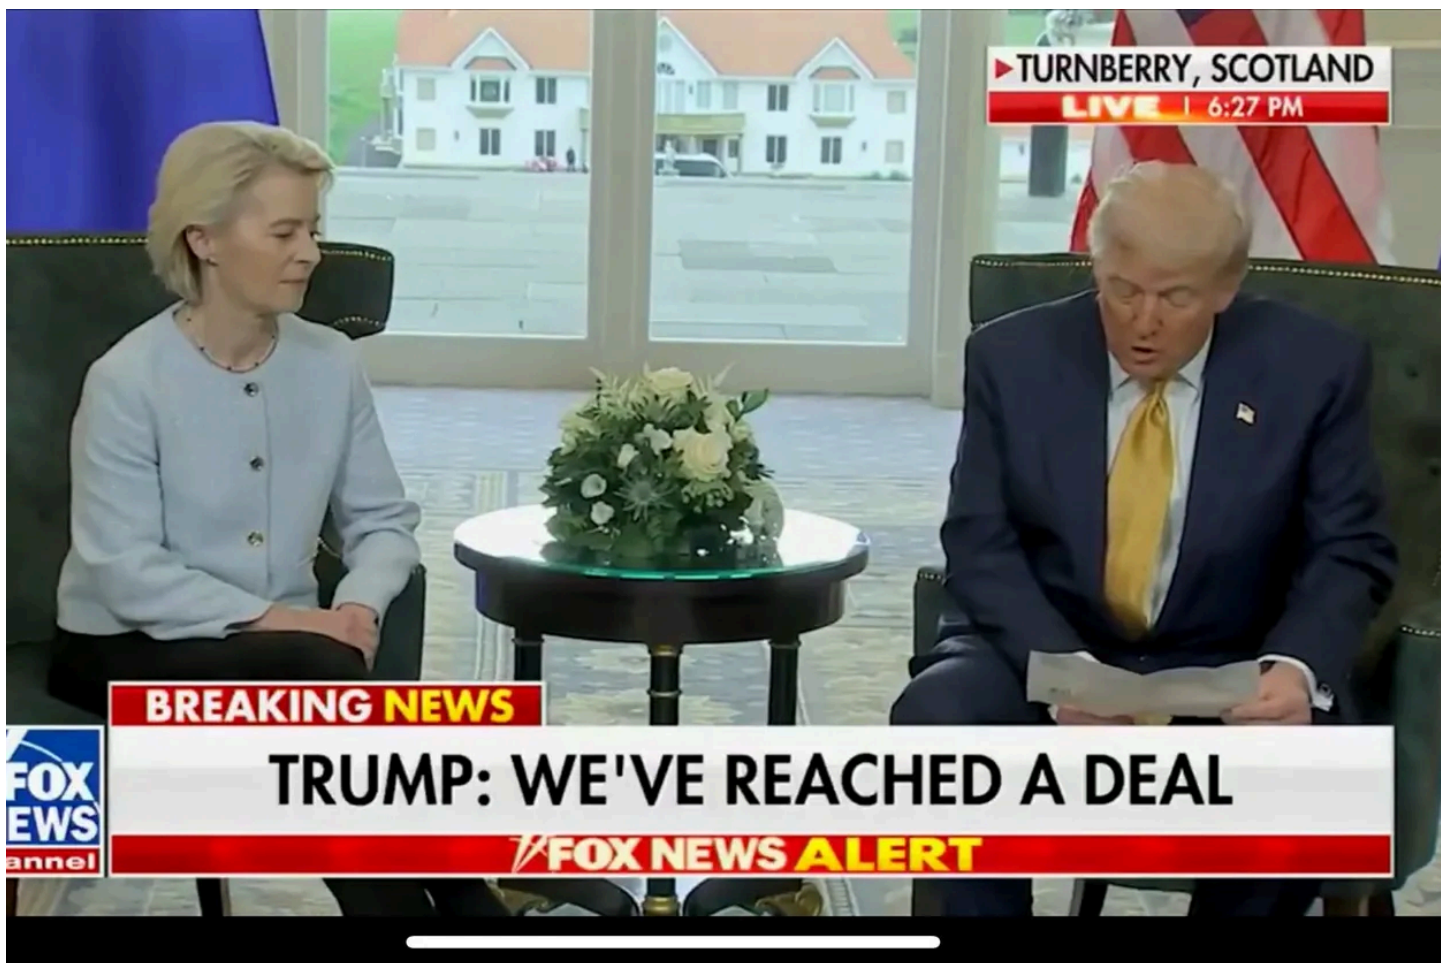 TURNBERRY, SCOTLAND
LIVE | 6:27 PM
BREAKING NEWS
TRUMP: WE'VE REACHED A DEAL
FOX
EWS
annel
FOX NEWS ALERT